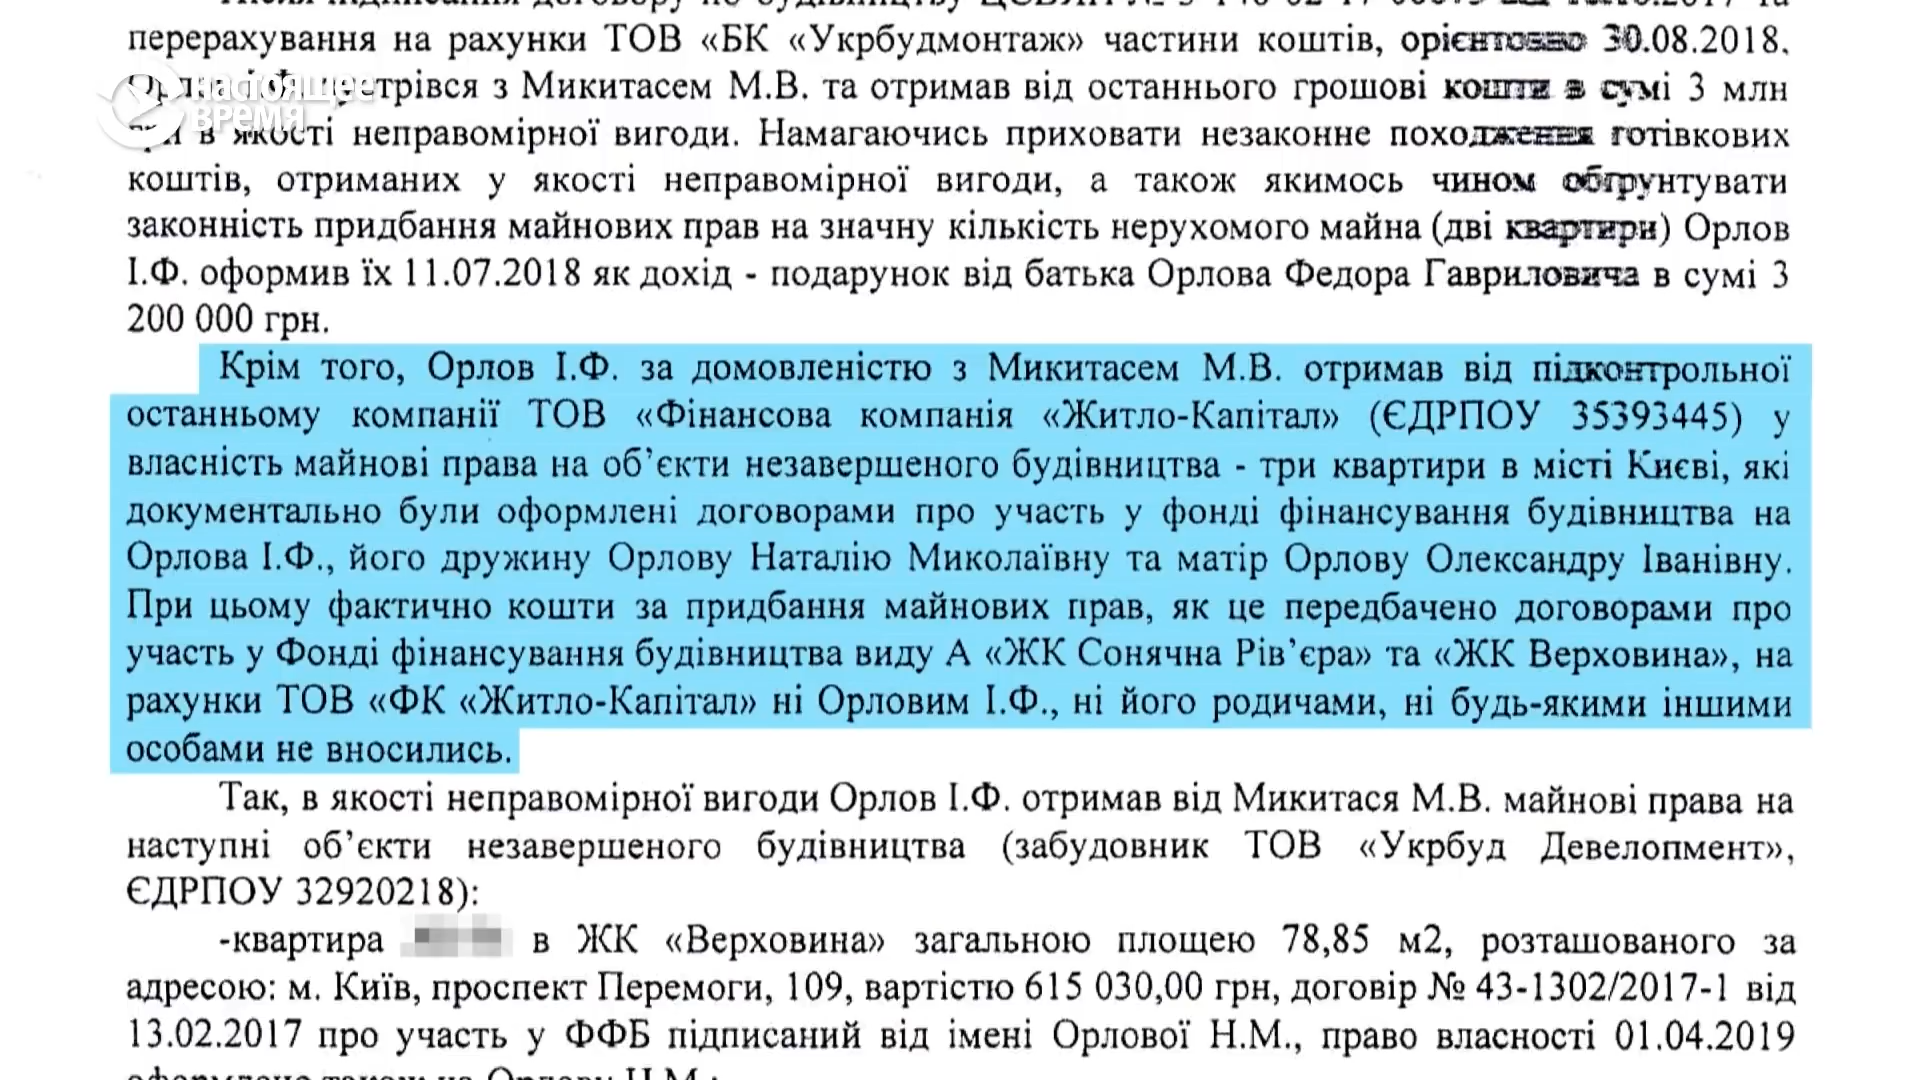 перерахування на рахунки ТОВ «БК «Укрбудмонтаж» частини коштів, орієнтовно 30.08.2018,
НАСТОЯЩЕЕ
ВРЕМЯ
зустрівся з Микитасем М.В. та отримав від останнього грошові кошти в сумі 3 млн
грн в якості неправомірної вигоди. Намагаючись приховати незаконне походження готівкових
коштів, отриманих у якості неправомірної вигоди, а також якимось чином обґрунтувати
законність придбання майнових прав на значну кількість нерухомого майна (дві квартири) Орлов
І.Ф. оформив їх 11.07.2018 як дохід - подарунок від батька Орлова Федора Гавриловича в сумі 3
200 000 грн.
Крім того, Орлов І.Ф. за домовленістю з Микитасем М.В. отримав від підконтрольної
останньому компанії ТОВ «Фінансова компанія «Житло-Капітал» (ЄДРПОУ 35393445) у
власність майнові права на об’єкти незавершеного будівництва - три квартири в місті Києві, які
документально були оформлені договорами про участь у фонді фінансування будівництва на
Орлова І.Ф., його дружину Орлову Наталію Миколаївну та матір Орлову Олександру Іванівну.
При цьому фактично кошти за придбання майнових прав, як це передбачено договорами про
участь у Фонді фінансування будівництва виду А «ЖК Сонячна Рів’єра» та «ЖК Верховина», на
рахунки ТОВ «ФК «Житло-Капітал» ні Орловим І.Ф., ні його родичами, ні будь-якими іншими
особами не вносились.
Так, в якості неправомірної вигоди Орлов І.Ф. отримав від Микитася М.В. майнові права на
наступні об’єкти незавершеного будівництва (забудовник ТОВ «Укрбуд Девелопмент»,
ЄДРПОУ 32920218):
-квартира в ЖК «Верховина» загальною площею 78,85 м2, розташованого за
адресою: м. Київ, проспект Перемоги, 109, вартістю 615 030,00 грн, договір № 43-1302/2017-1 від
13.02.2017 про участь у ФФБ підписаний від імені Орлової Н.М., право власності 01.04.2019